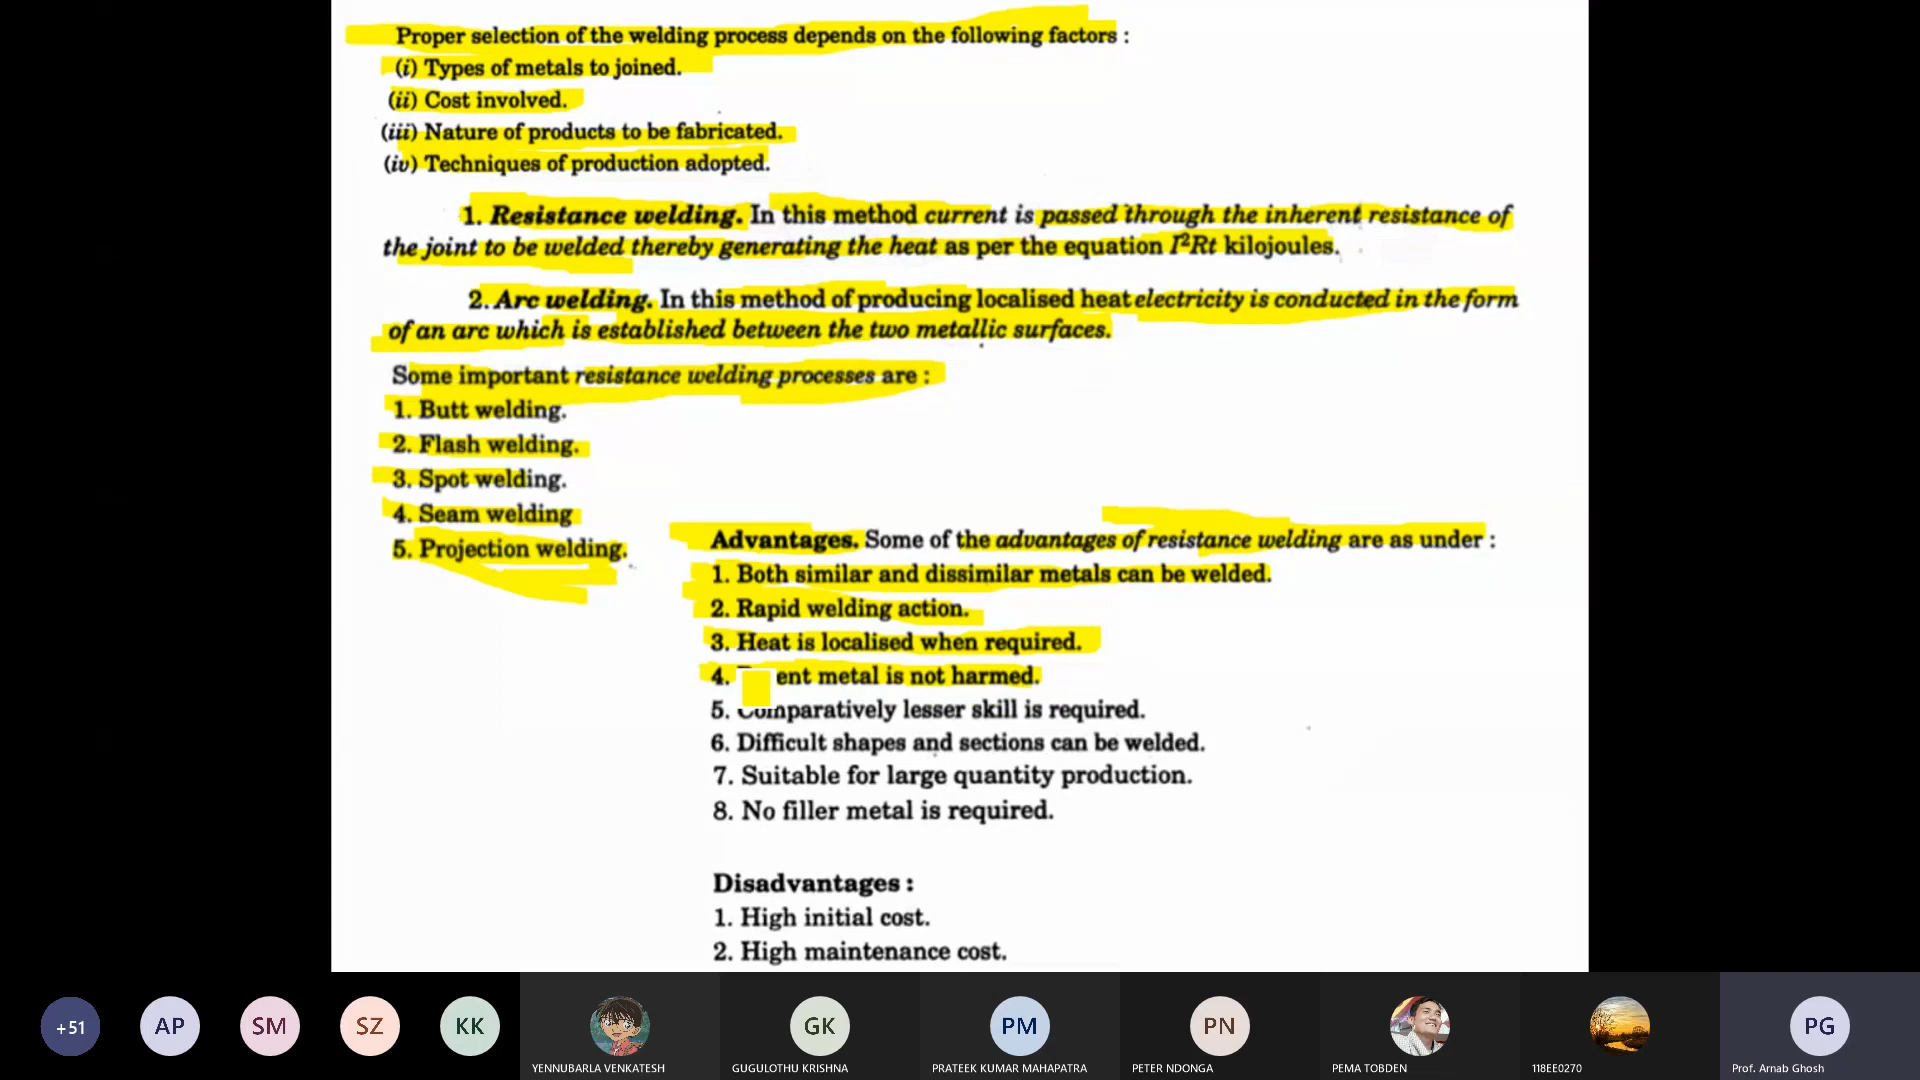 Proper selection of the welding process depends on the following factors :
(i) Types of metals to joined.
(ii) Cost involved.
(iii) Nature of products to be fabricated.
(iv) Techniques of production adopted.
1. Resistance welding. In this method current is passed through the inherent resistance of
the joint to be welded thereby generating the heat as per the equation I²Rt kilojoules.
2. Arc welding. In this method of producing localised heat electricity is conducted in the form
of an arc which is established between the two metallic surfaces.
Some important resistance welding processes are :
1. Butt welding.
2. Flash welding.
3. Spot welding.
4. Seam welding
5. Projection welding.
Advantages. Some of the advantages of resistance welding are as under :
1. Both similar and dissimilar metals can be welded.
2. Rapid welding action.
3. Heat is localised when required.
4. ent metal is not harmed.
5. Comparatively lesser skill is required.
6. Difficult shapes and sections can be welded.
7. Suitable for large quantity production.
8. No filler metal is required.
Disadvantages :
1. High initial cost.
2. High maintenance cost.
+51
AP
SM
SZ
KK
GK
PM
PN
PG
YENNUBARLA VENKATESH
GUGULOTHU KRISHNA
PRATEEK KUMAR MAHAPATRA
PETER NDONGA
PEMA TOBDEN
118EE0270
Prof. Arnab Ghosh